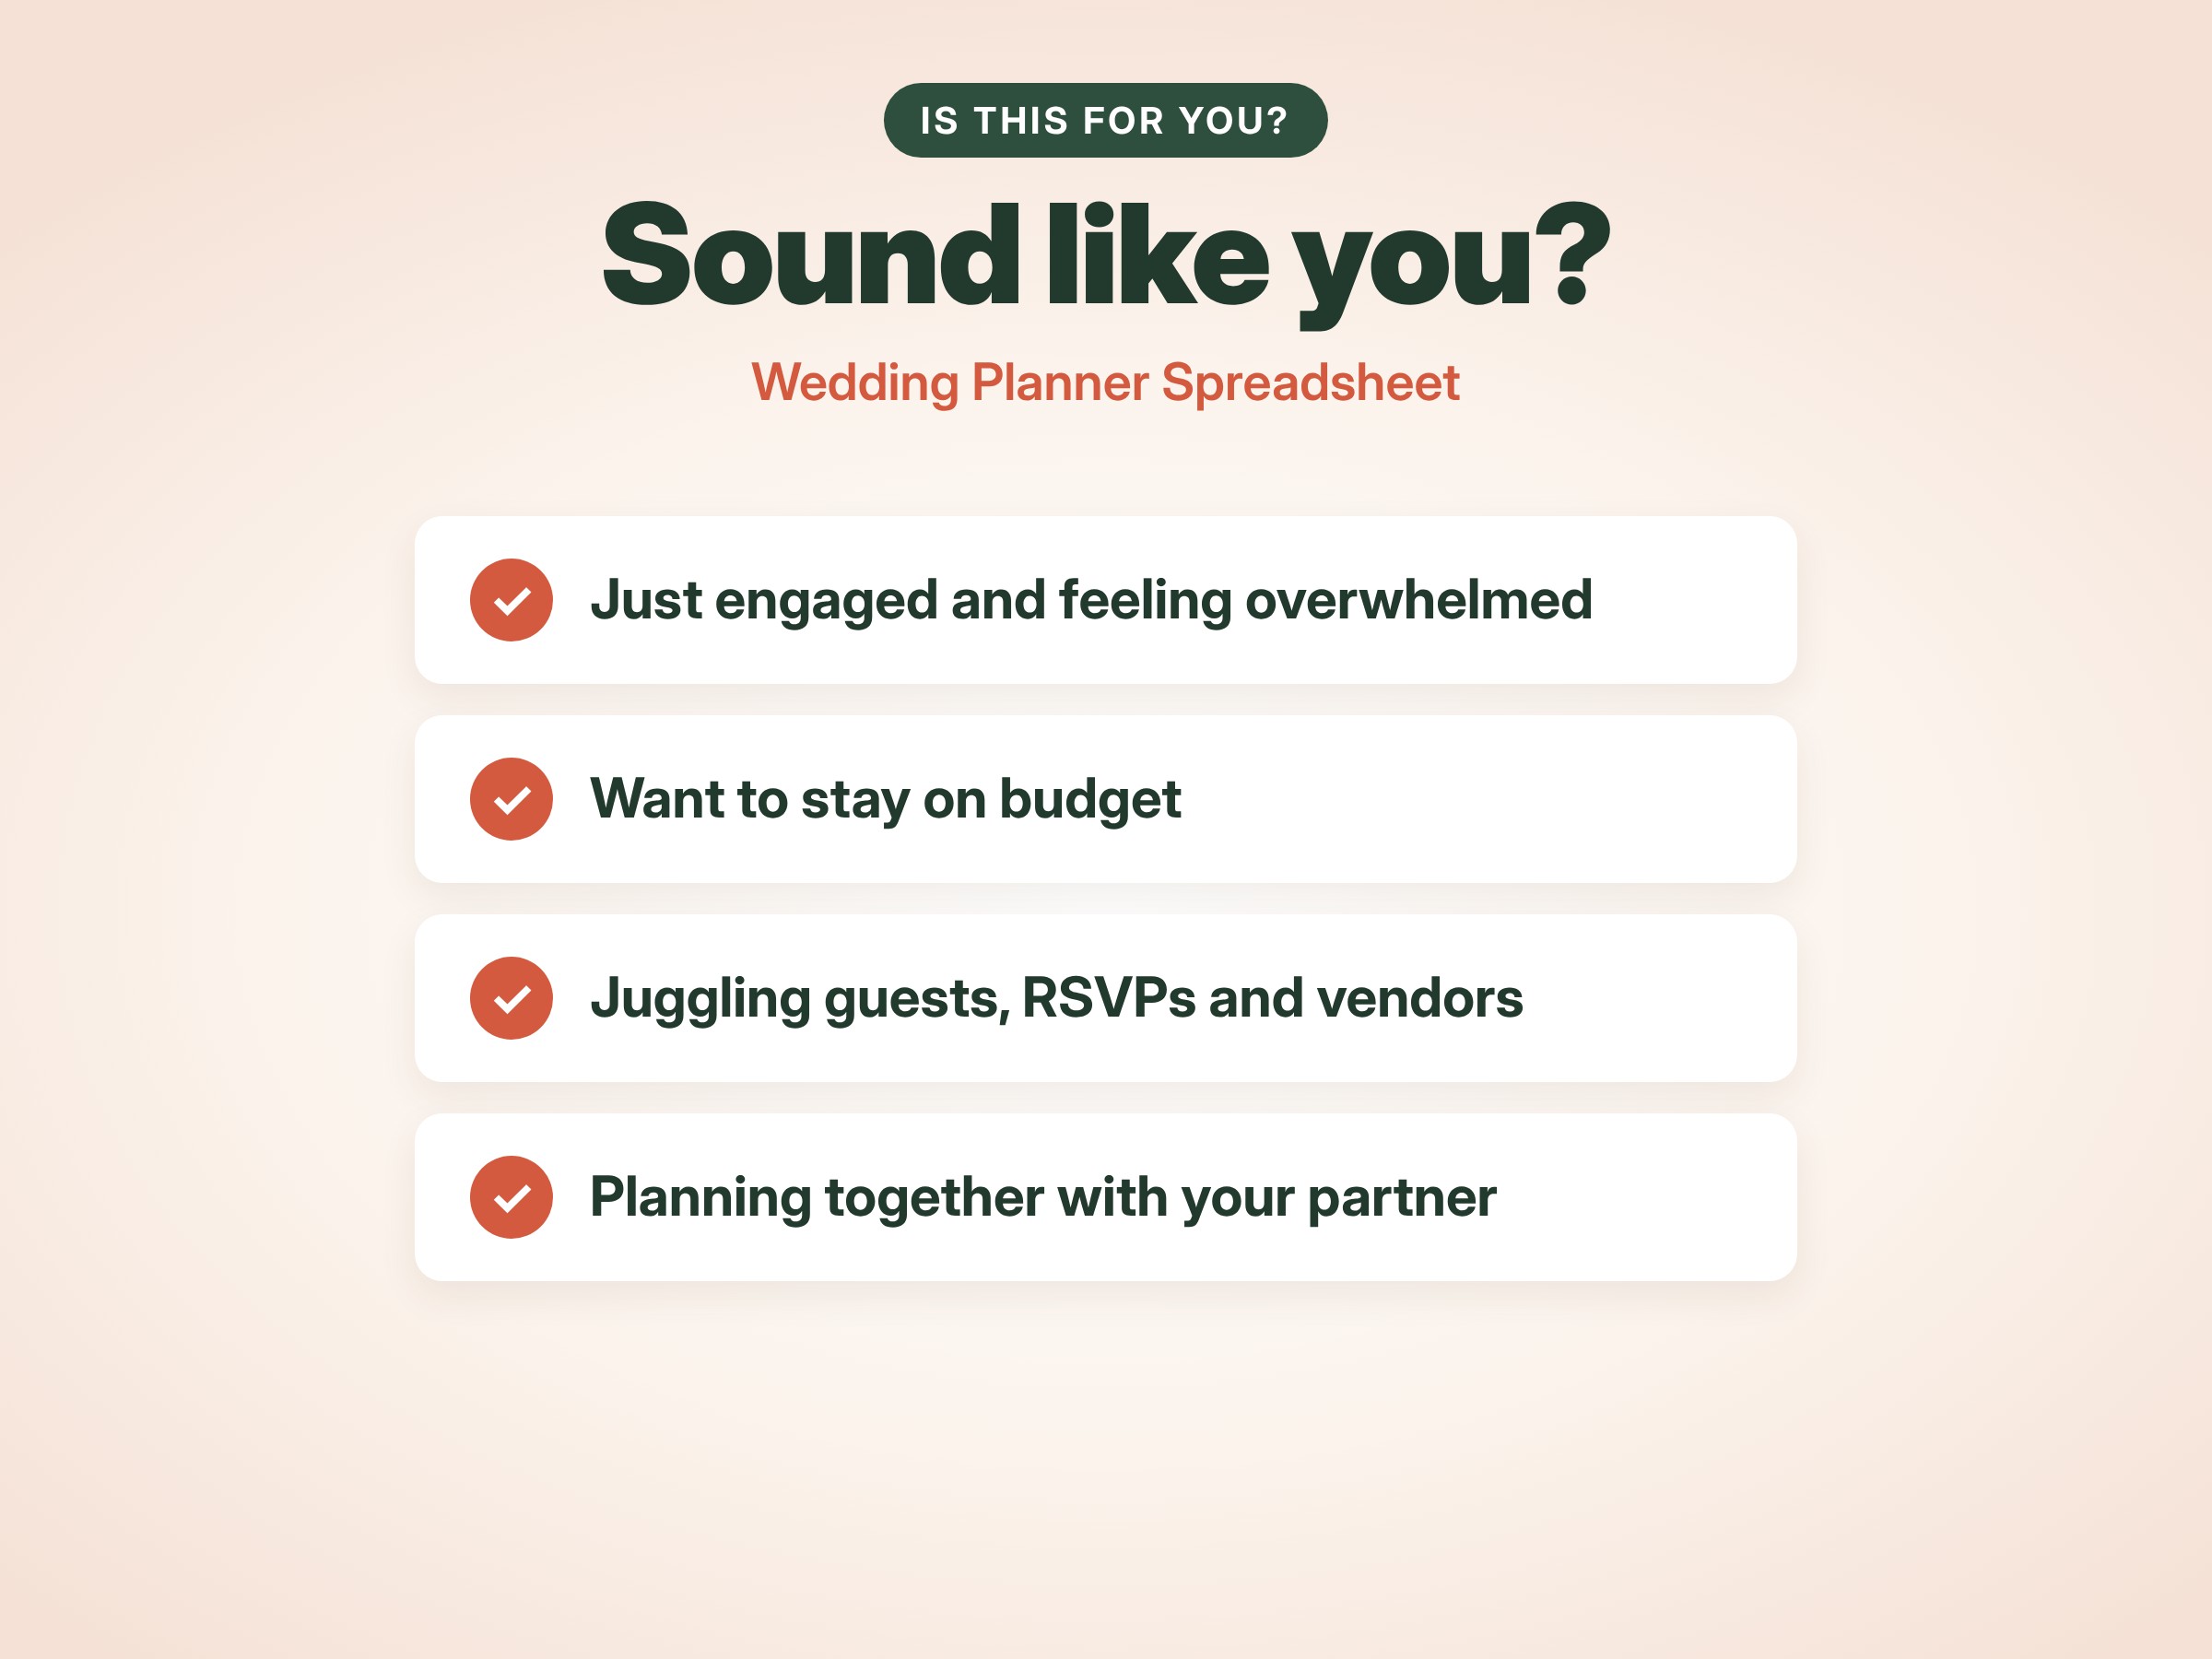 IS THIS FOR YOU?
Sound like you?
Wedding Planner Spreadsheet
Just engaged and feeling overwhelmed
Want to stay on budget
Juggling guests, RSVPs and vendors
Planning together with your partner